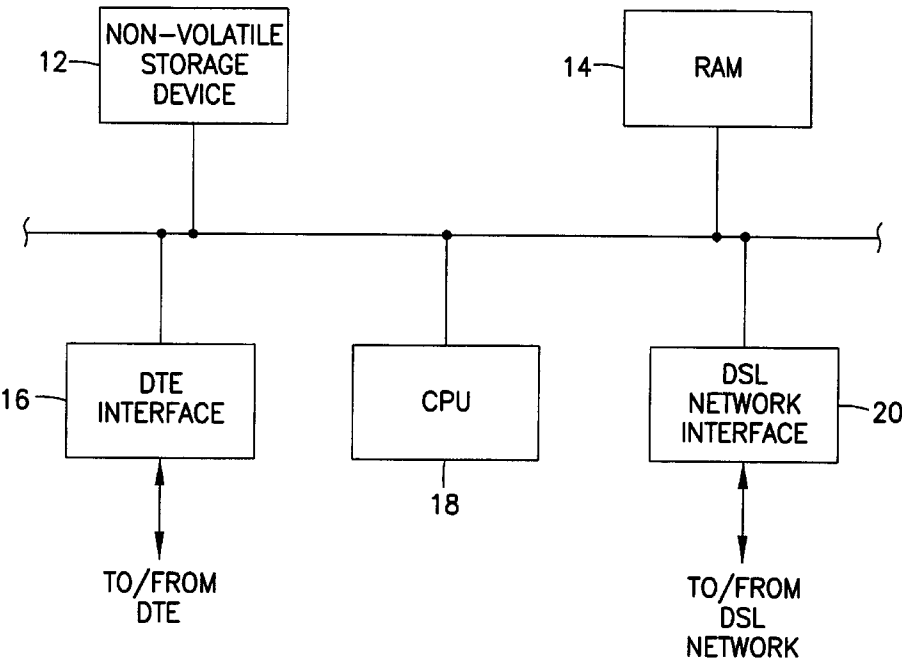 NON-VOLATILE
STORAGE
DEVICE
12
RAM
14
DTE
INTERFACE
16
CPU
18
DSL
NETWORK
INTERFACE
20
TO/FROM
DTE
TO/FROM
DSL
NETWORK